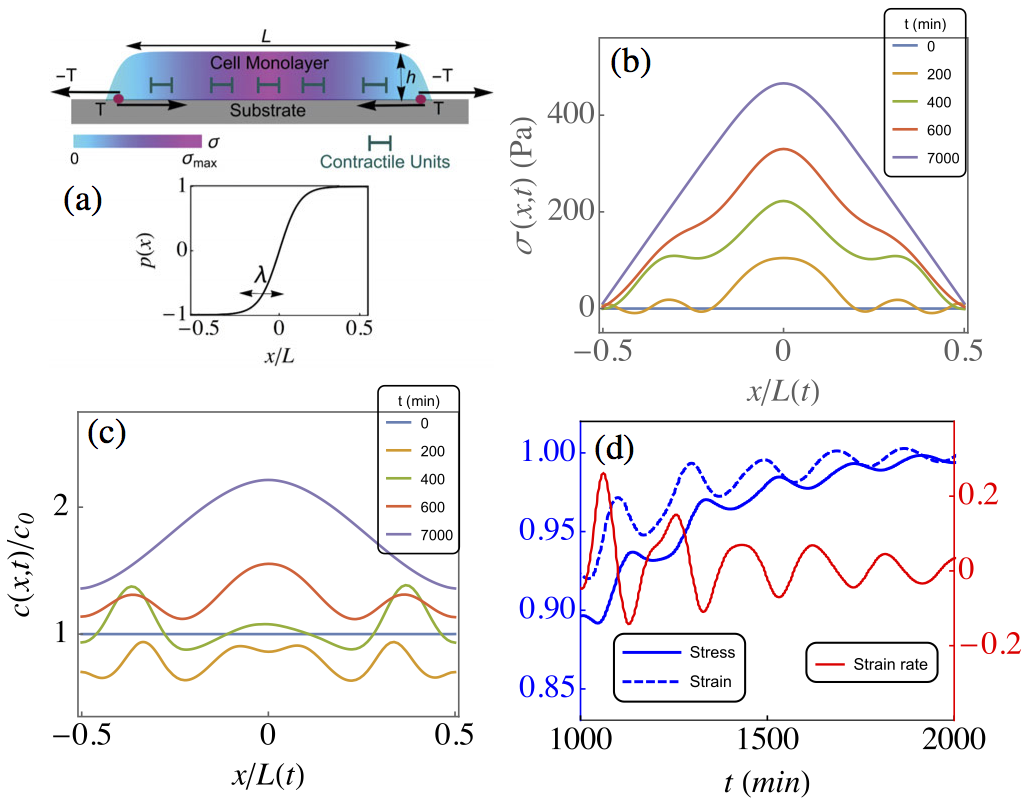 L
Cell Monolayer
h
−T
−T
T
T
Substrate
0
σmax
σ
Contractile Units
(a)
p(x)
1
0
−1
λ
−0.5
0
0.5
x/L
(b)
t (min)
0
200
400
600
7000
σ(x,t) (Pa)
400
200
0
−0.5
0
0.5
x/L(t)
(c)
t (min)
0
200
400
600
7000
c(x,t)/c0
2
1
−0.5
0
0.5
x/L(t)
(d)
1.00
0.95
0.90
0.85
0.2
0
−0.2
Stress
Strain
Strain rate
1000
1500
2000
t (min)